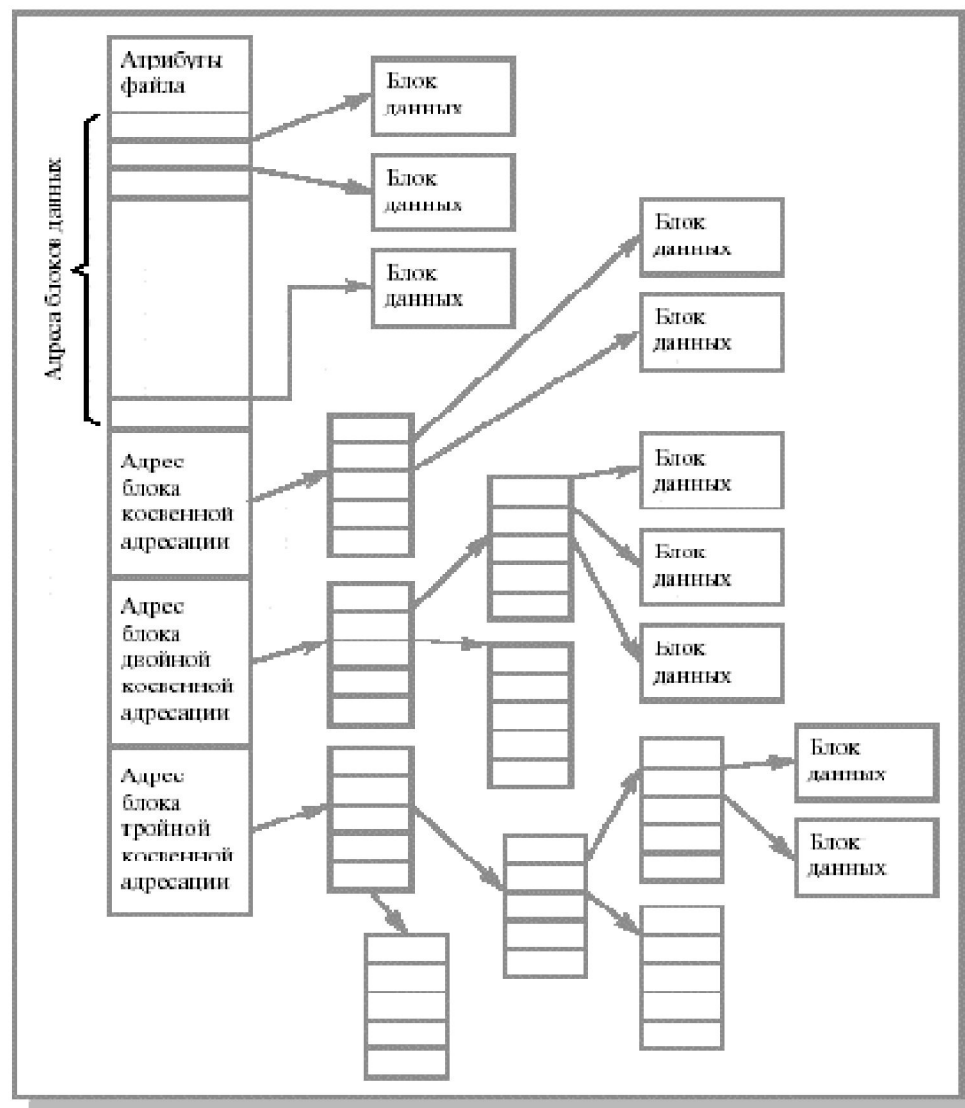 Атрибуты
файла
Адреса блоков данных
Блок
данных
Блок
данных
Блок
данных
Блок
данных
Блок
данных
Адрес
блока
косвенной
адресации
Блок
данных
Блок
данных
Блок
данных
Адрес
блока
двойной
косвенной
адресации
Адрес
блока
тройной
косвенной
адресации
Блок
данных
Блок
данных